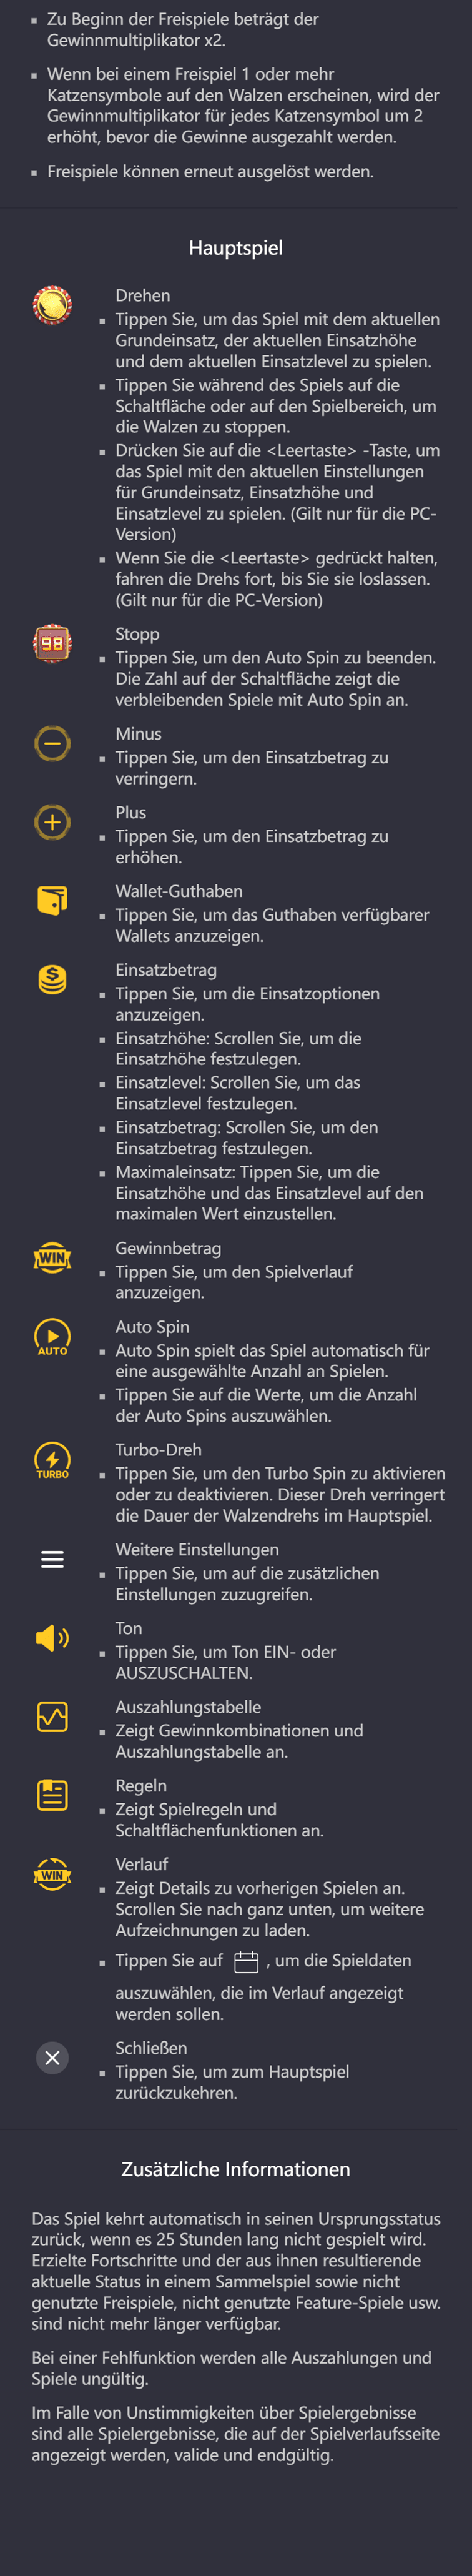 Zu Beginn der Freispiele beträgt der
Gewinnmultiplikator x2.
Wenn bei einem Freispiel 1 oder mehr
Katzensymbole auf den Walzen erscheinen, wird der
Gewinnmultiplikator für jedes Katzensymbol um 2
erhöht, bevor die Gewinne ausgezahlt werden.
Freispiele können erneut ausgelöst werden.
Hauptspiel
Drehen
Tippen Sie, um das Spiel mit dem aktuellen
Grundeinsatz, der aktuellen Einsatzhöhe
und dem aktuellen Einsatzlevel zu spielen.
Tippen Sie während des Spiels auf die
Schaltfläche oder auf den Spielbereich, um
die Walzen zu stoppen.
Drücken Sie auf die <Leertaste> -Taste, um
das Spiel mit den aktuellen Einstellungen
für Grundeinsatz, Einsatzhöhe und
Einsatzlevel zu spielen. (Gilt nur für die PC-
Version)
Wenn Sie die <Leertaste> gedrückt halten,
fahren die Drehs fort, bis Sie sie loslassen.
(Gilt nur für die PC-Version)
98
Stopp
Tippen Sie, um den Auto Spin zu beenden.
Die Zahl auf der Schaltfläche zeigt die
verbleibenden Spiele mit Auto Spin an.
Minus
Tippen Sie, um den Einsatzbetrag zu
verringern.
Plus
Tippen Sie, um den Einsatzbetrag zu
erhöhen.
Wallet-Guthaben
Tippen Sie, um das Guthaben verfügbarer
Wallets anzuzeigen.
Einsatzbetrag
Tippen Sie, um die Einsatzoptionen
anzuzeigen.
Einsatzhöhe: Scrollen Sie, um die
Einsatzhöhe festzulegen.
Einsatzlevel: Scrollen Sie, um das
Einsatzlevel festzulegen.
Einsatzbetrag: Scrollen Sie, um den
Einsatzbetrag festzulegen.
Maximaleinsatz: Tippen Sie, um die
Einsatzhöhe und das Einsatzlevel auf den
maximalen Wert einzustellen.
WIN
Gewinnbetrag
Tippen Sie, um den Spielverlauf
anzuzeigen.
AUTO
Auto Spin
Auto Spin spielt das Spiel automatisch für
eine ausgewählte Anzahl an Spielen.
Tippen Sie auf die Werte, um die Anzahl
der Auto Spins auszuwählen.
TURBO
Turbo-Dreh
Tippen Sie, um den Turbo Spin zu aktivieren
oder zu deaktivieren. Dieser Dreh verringert
die Dauer der Walzendrehs im Hauptspiel.
Weitere Einstellungen
Tippen Sie, um auf die zusätzlichen
Einstellungen zuzugreifen.
Ton
Tippen Sie, um Ton EIN- oder
AUSZUSCHALTEN.
Auszahlungstabelle
Zeigt Gewinnkombinationen und
Auszahlungstabelle an.
Regeln
Zeigt Spielregeln und
Schaltflächenfunktionen an.
WIN
Verlauf
Zeigt Details zu vorherigen Spielen an.
Scrollen Sie nach ganz unten, um weitere
Aufzeichnungen zu laden.
Tippen Sie auf , um die Spieldaten
auszuwählen, die im Verlauf angezeigt
werden sollen.
Schließen
Tippen Sie, um zum Hauptspiel
zurückzukehren.
Zusätzliche Informationen
Das Spiel kehrt automatisch in seinen Ursprungsstatus
zurück, wenn es 25 Stunden lang nicht gespielt wird.
Erzielte Fortschritte und der aus ihnen resultierende
aktuelle Status in einem Sammelspiel sowie nicht
genutzte Freispiele, nicht genutzte Feature-Spiele usw.
sind nicht mehr länger verfügbar.
Bei einer Fehlfunktion werden alle Auszahlungen und
Spiele ungültig.
Im Falle von Unstimmigkeiten über Spielergebnisse
sind alle Spielergebnisse, die auf der Spielverlaufsseite
angezeigt werden, valide und endgültig.